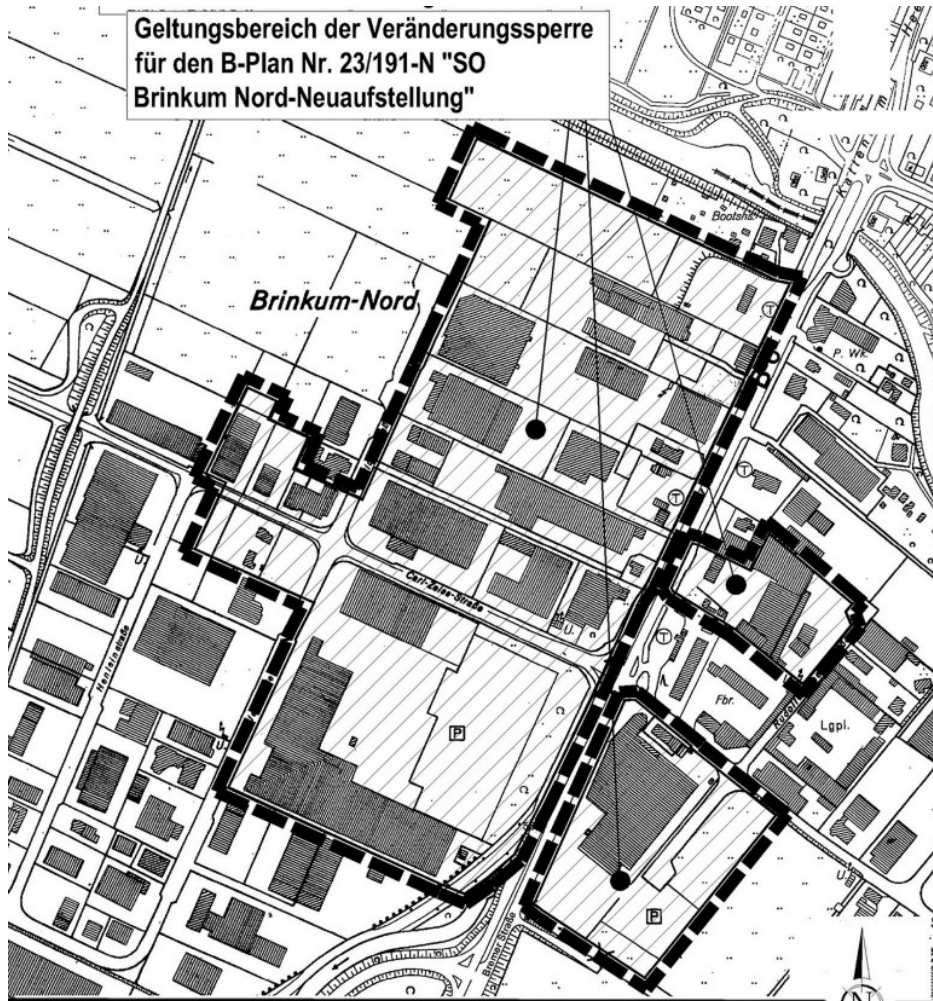 Geltungsbereich der Veränderungssperre
für den B-Plan Nr. 23/191-N "SO
Brinkum Nord-Neuaufstellung"
Bootsh.
Brinkum-Nord
T
P. Wk.
T
Carl-Zeiss-Straße
U.
T
Henleinstraße
Fbr.
Lgpl.
P
U.
U.
P
Bremer Straße
N